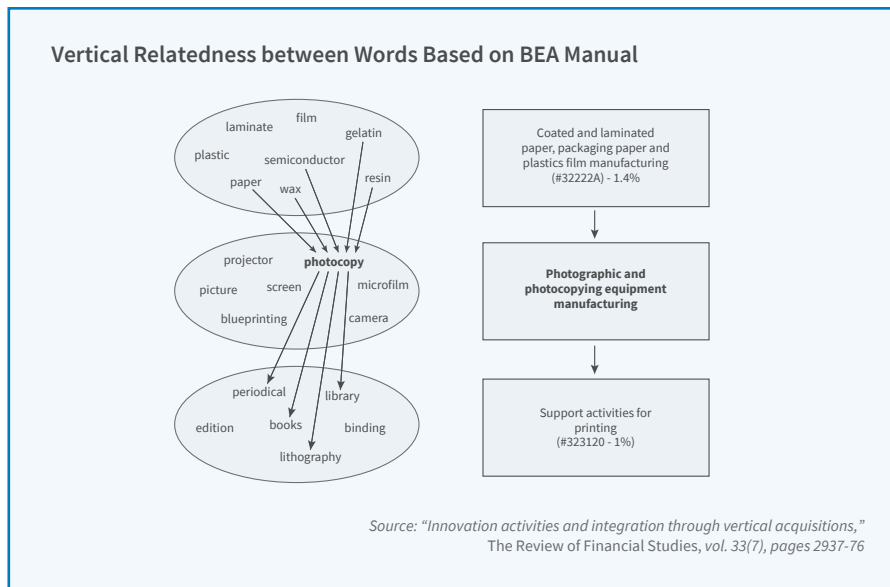 Vertical Relatedness between Words Based on BEA Manual
film
laminate
gelatin
plastic
semiconductor
paper
wax
resin
projector
photocopy
picture
screen
microfilm
blueprinting
camera
periodical
library
edition
books
binding
lithography
Coated and laminated
paper, packaging paper and
plastics film manufacturing
(#32222A) - 1.4%
Photographic and
photocopying equipment
manufacturing
Support activities for
printing
(#323120 - 1%)
Source: “Innovation activities and integration through vertical acquisitions,”
The Review of Financial Studies, vol. 33(7), pages 2937-76